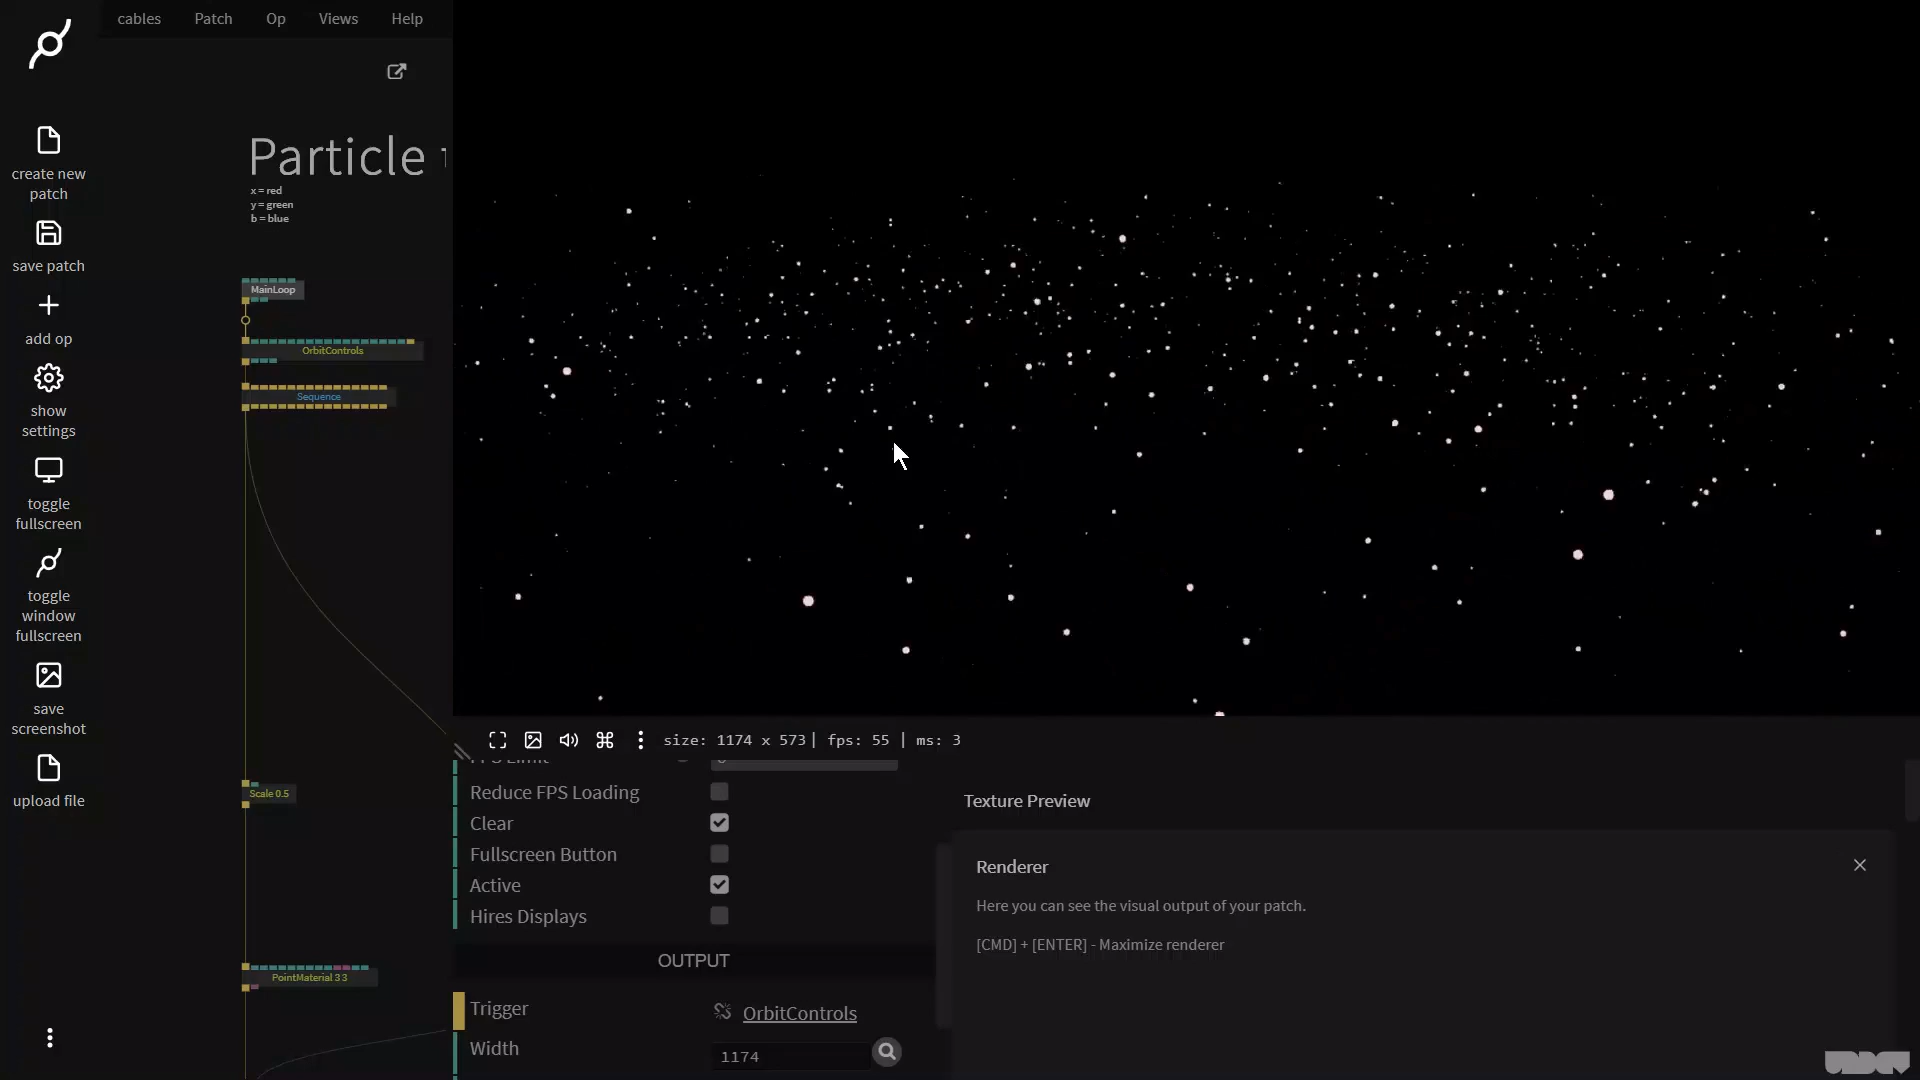 cables
Patch
Op
Views
Help
create new
patch
save patch
add op
show
settings
toggle
fullscreen
toggle
window
fullscreen
save
screenshot
upload file
Particle
x = red
y = green
b = blue
MainLoop
OrbitControls
Sequence
Scale 0.5
PointMaterial 3 3
size: 1174 x 573 | fps: 55 | ms: 3
Reduce FPS Loading
Clear
Fullscreen Button
Active
Hires Displays
OUTPUT
Trigger
OrbitControls
Width
1174
Texture Preview
Renderer
Here you can see the visual output of your patch.
[CMD] + [ENTER] - Maximize renderer